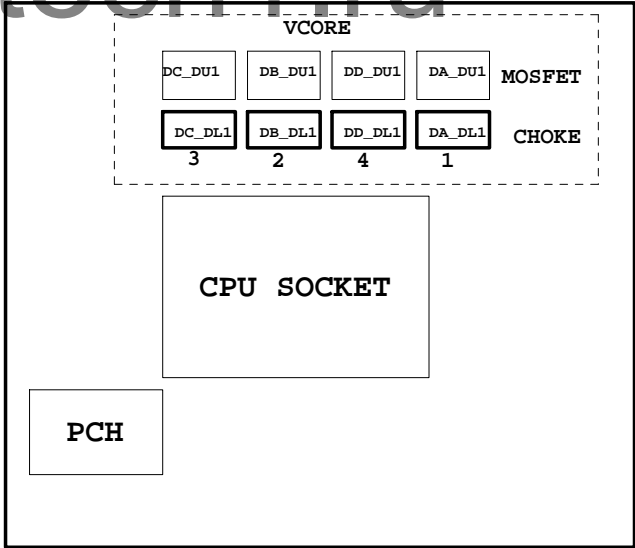 VCORE
DC_DU1 DB_DU1 DD_DU1 DA_DU1 MOSFET
DC_DL1 DB_DL1 DD_DL1 DA_DL1 CHOKE
3 2 4 1
CPU SOCKET
PCH